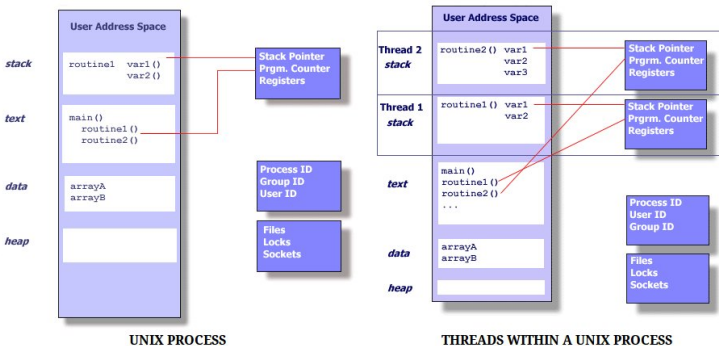 User Address Space
stack
routine1 var1()
var2()
Stack Pointer
Prgm. Counter
Registers
text
main()
routine1()
routine2()
data
arrayA
arrayB
Process ID
Group ID
User ID
heap
Files
Locks
Sockets
UNIX PROCESS
User Address Space
Thread 2
stack
routine2() var1
var2
var3
Stack Pointer
Prgrm. Counter
Registers
Thread 1
stack
routine1() var1
var2
Stack Pointer
Prgrm. Counter
Registers
text
main()
routine1()
routine2()
...
Process ID
User ID
Group ID
data
arrayA
arrayB
heap
Files
Locks
Sockets
THREADS WITHIN A UNIX PROCESS